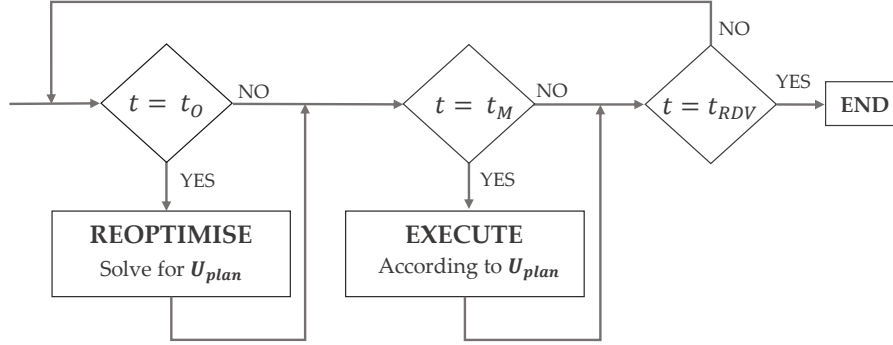 NO
t = t_O
NO
t = t_M
NO
t = t_RDV
YES
END
YES
YES
REOPTIMISE
Solve for U_plan
EXECUTE
According to U_plan